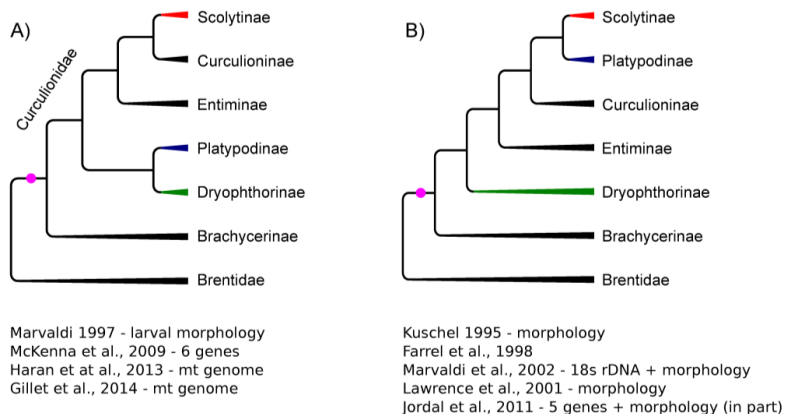 A)
Curculionidae
Scolytinae
Curculioninae
Entiminae
Platypodinae
Dryophthorinae
Brachycerinae
Brentidae
Marvaldi 1997 - larval morphology
McKenna et al., 2009 - 6 genes
Haran et at al., 2013 - mt genome
Gillet et al., 2014 - mt genome
B)
Scolytinae
Platypodinae
Curculioninae
Entiminae
Dryophthorinae
Brachycerinae
Brentidae
Kuschel 1995 - morphology
Farrel et al., 1998
Marvaldi et al., 2002 - 18s rDNA + morphology
Lawrence et al., 2001 - morphology
Jordal et al., 2011 - 5 genes + morphology (in part)